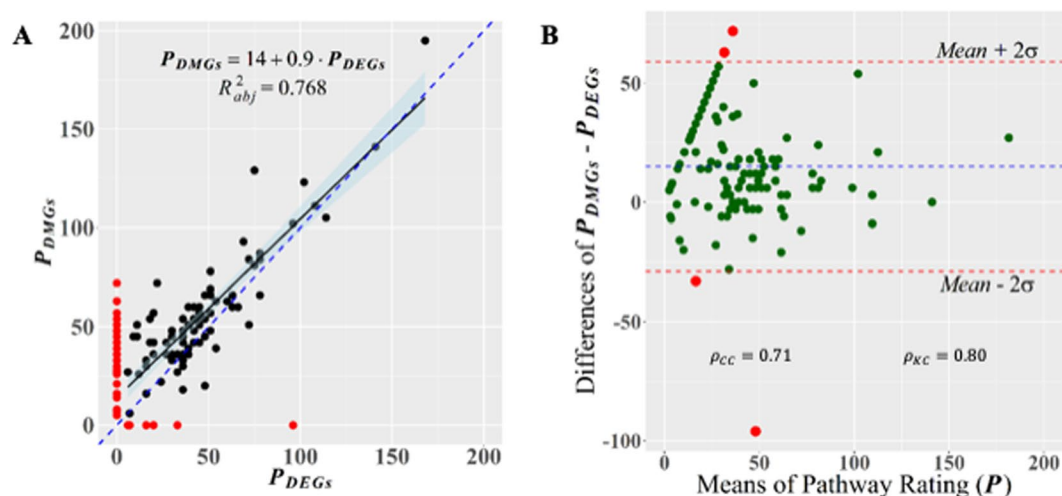 A
200
150
100
50
0
P_DMGs
P_DMGs = 14 + 0.9 · P_DEGs
R²_abj = 0.768
0 50 100 150 200
P_DEGs
B
50
0
-50
-100
Differences of P_DMGs - P_DEGs
Mean + 2σ
Mean - 2σ
ρ_CC = 0.71 ρ_KC = 0.80
0 50 100 150 200
Means of Pathway Rating (P)